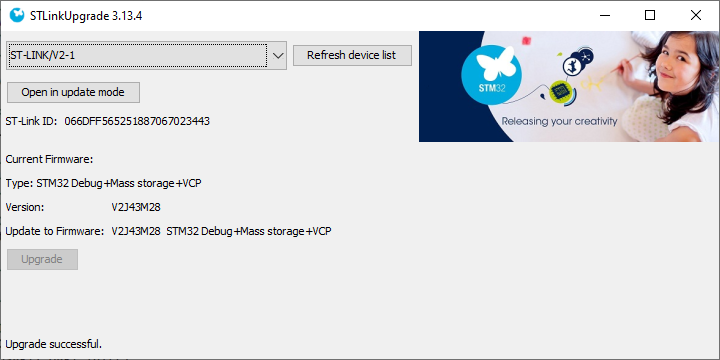 STLinkUpgrade 3.13.4
ST-LINK/V2-1
Refresh device list
Open in update mode
STM32
Releasing your creativity
ST-Link ID: 066DFF565251887067023443
Current Firmware:
Type: STM32 Debug+Mass storage+VCP
Version: V2J43M28
Update to Firmware: V2J43M28 STM32 Debug+Mass storage+VCP
Upgrade
Upgrade successful.